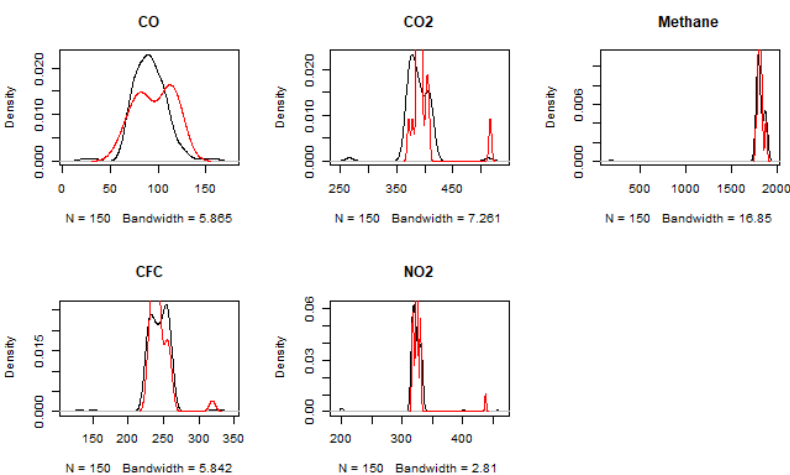 CO
CO2
Methane
Density
0.000 0.010 0.020
0 50 100 150
N = 150 Bandwidth = 5.865
Density
0.000 0.010 0.020
250 350 450
N = 150 Bandwidth = 7.261
Density
0.000 0.006
500 1000 1500 2000
N = 150 Bandwidth = 16.85
CFC
NO2
Density
0.000 0.015
150 200 250 300 350
N = 150 Bandwidth = 5.842
Density
0.00 0.03 0.06
200 300 400
N = 150 Bandwidth = 2.81